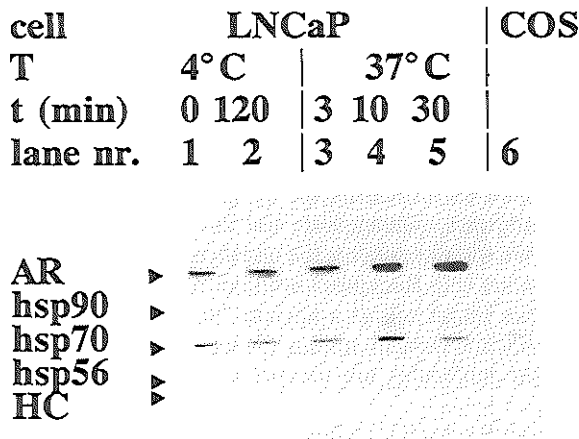 cell LNCaP | COS
T 4°C | 37°C |
t (min) 0 120 | 3 10 30 |
lane nr. 1 2 | 3 4 5 | 6
AR
hsp90
hsp70
hsp56
HC